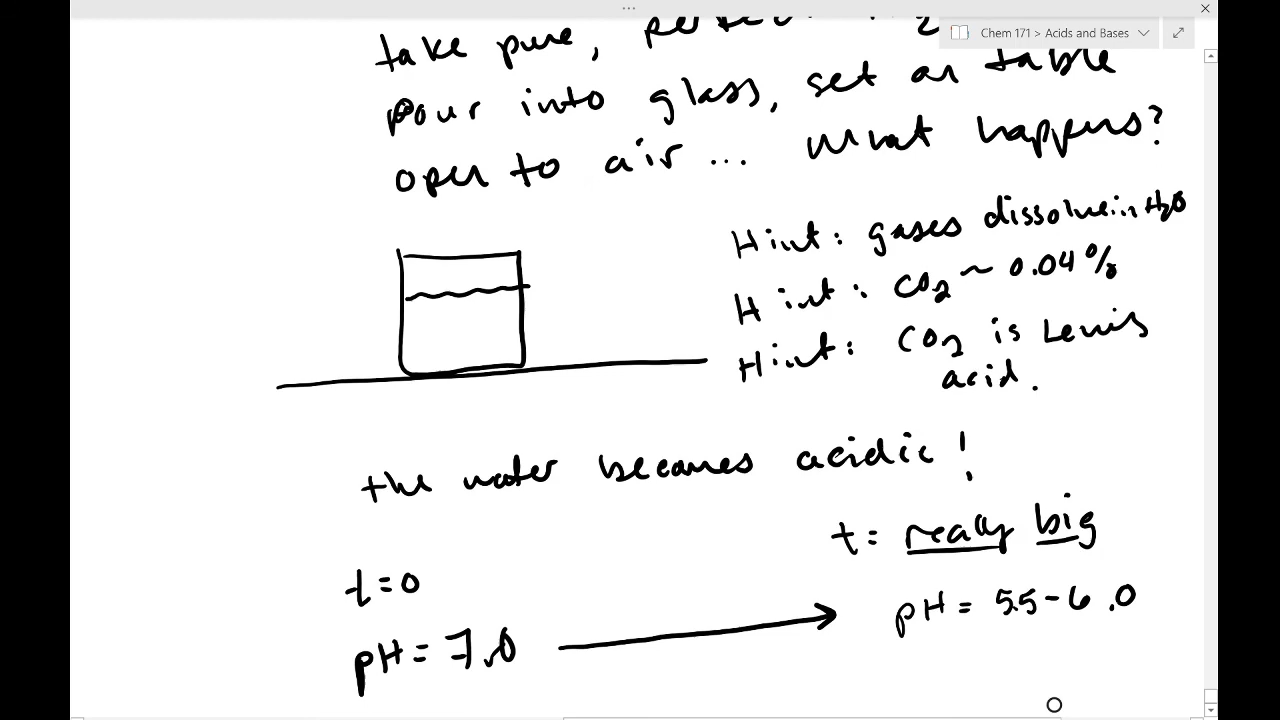 Chem 171 > Acids and Bases
take pure,
pour into glass, set on table
open to air ... What happens?
Hint: gases dissolve in H2O
Hint: CO2 ~ 0.04%
Hint: CO2 is Lewis
acid.
the water becomes acidic!
t = really big
t=0
pH = 5.5-6.0
pH = 7.0